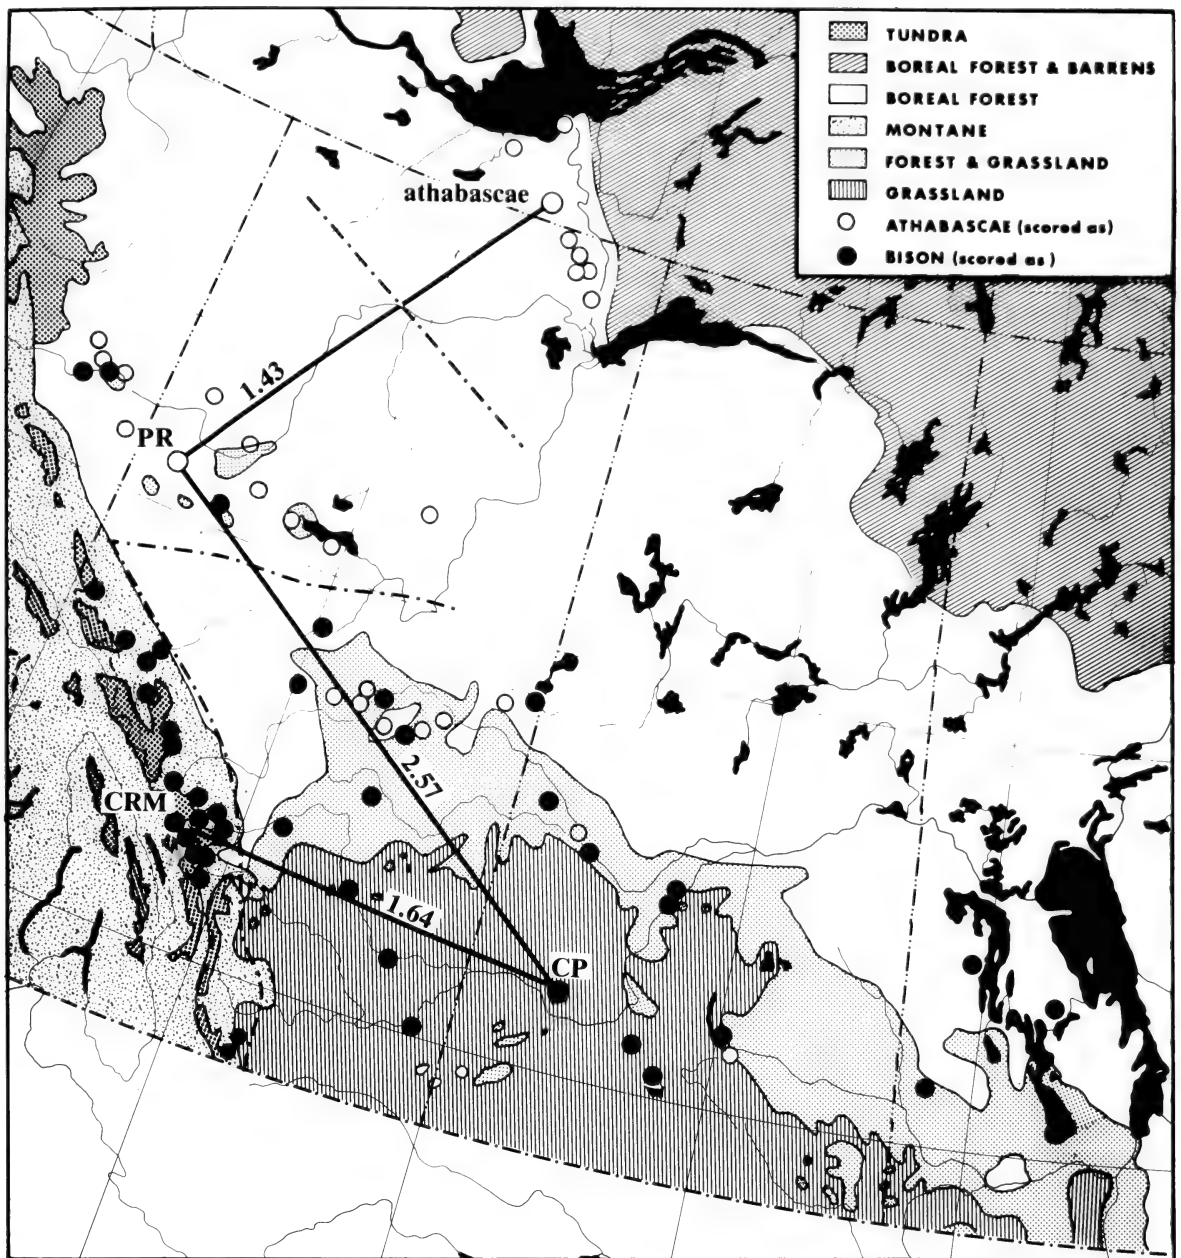 TUNDRA
BOREAL FOREST & BARRENS
BOREAL FOREST
MONTANE
FOREST & GRASSLAND
GRASSLAND
ATHABASCAE (scored as)
BISON (scored as)
athabascae
1.43
PR
2.57
CRM
1.64
CP